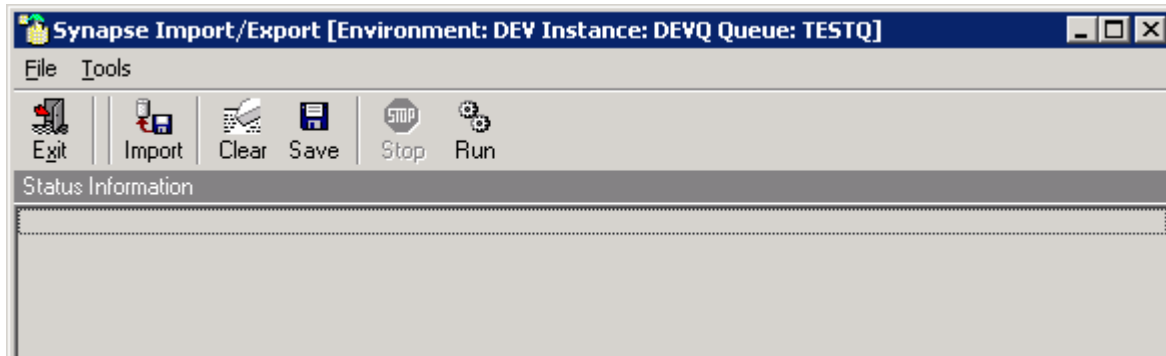 Synapse Import/Export [Environment: DEV Instance: DEVQ Queue: TESTQ]
File Tools
Exit Import Clear Save Stop Run
Status Information